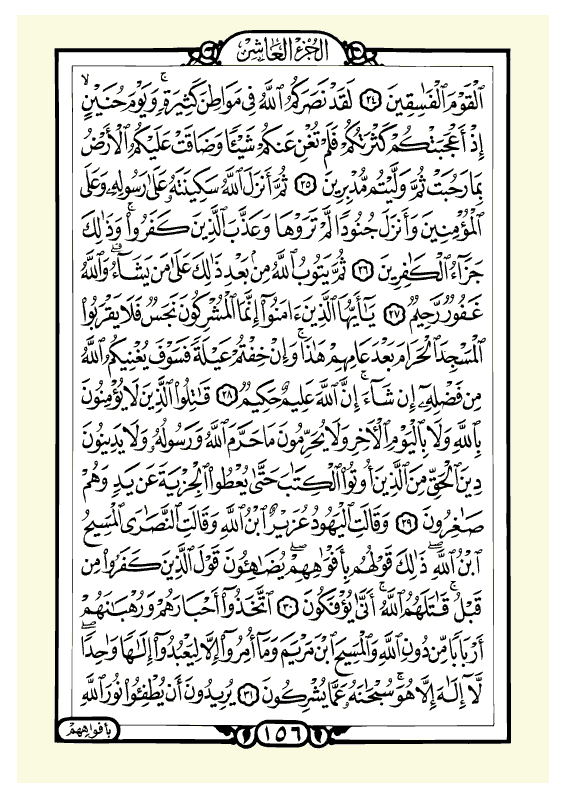 الجزء العاشر
ٱلْقَوْمَ ٱلْفَٰسِقِينَ ٢٤ لَقَدْ نَصَرَكُمُ ٱللَّهُ فِى مَوَاطِنَ كَثِيرَةٍ ۙ وَيَوْمَ حُنَيْنٍ ۙ
إِذْ أَعْجَبَتْكُمْ كَثْرَتُكُمْ فَلَمْ تُغْنِ عَنكُمْ شَيْـًٔا وَضَاقَتْ عَلَيْكُمُ ٱلْأَرْضُ
بِمَا رَحُبَتْ ثُمَّ وَلَّيْتُم مُّدْبِرِينَ ٢٥ ثُمَّ أَنزَلَ ٱللَّهُ سَكِينَتَهُۥ عَلَىٰ رَسُولِهِۦ وَعَلَى
ٱلْمُؤْمِنِينَ وَأَنزَلَ جُنُودًا لَّمْ تَرَوْهَا وَعَذَّبَ ٱلَّذِينَ كَفَرُوا۟ ۚ وَذَٰلِكَ
جَزَآءُ ٱلْكَٰفِرِينَ ٢٦ ثُمَّ يَتُوبُ ٱللَّهُ مِنۢ بَعْدِ ذَٰلِكَ عَلَىٰ مَن يَشَآءُ ۗ وَٱللَّهُ
غَفُورٌ رَّحِيمٌ ٢٧ يَٰٓأَيُّهَا ٱلَّذِينَ ءَامَنُوٓا۟ إِنَّمَا ٱلْمُشْرِكُونَ نَجَسٌ فَلَا يَقْرَبُوا۟
ٱلْمَسْجِدَ ٱلْحَرَامَ بَعْدَ عَامِهِمْ هَٰذَا ۚ وَإِنْ خِفْتُمْ عَيْلَةً فَسَوْفَ يُغْنِيكُمُ ٱللَّهُ
مِن فَضْلِهِۦٓ إِن شَآءَ ۚ إِنَّ ٱللَّهَ عَلِيمٌ حَكِيمٌ ٢٨ قَٰتِلُوا۟ ٱلَّذِينَ لَا يُؤْمِنُونَ
بِٱللَّهِ وَلَا بِٱلْيَوْمِ ٱلْءَاخِرِ وَلَا يُحَرِّمُونَ مَا حَرَّمَ ٱللَّهُ وَرَسُولُهُۥ وَلَا يَدِينُونَ
دِينَ ٱلْحَقِّ مِنَ ٱلَّذِينَ أُوتُوا۟ ٱلْكِتَٰبَ حَتَّىٰ يُعْطُوا۟ ٱلْجِزْيَةَ عَن يَدٍ وَهُمْ
صَٰغِرُونَ ٢٩ وَقَالَتِ ٱلْيَهُودُ عُزَيْرٌ ٱبْنُ ٱللَّهِ وَقَالَتِ ٱلنَّصَٰرَى ٱلْمَسِيحُ
ٱبْنُ ٱللَّهِ ۖ ذَٰلِكَ قَوْلُهُم بِأَفْوَٰهِهِمْ ۖ يُضَٰهِـُٔونَ قَوْلَ ٱلَّذِينَ كَفَرُوا۟ مِن
قَبْلُ ۚ قَٰتَلَهُمُ ٱللَّهُ ۚ أَنَّىٰ يُؤْفَكُونَ ٣٠ ٱتَّخَذُوٓا۟ أَحْبَارَهُمْ وَرُهْبَٰنَهُمْ
أَرْبَابًا مِّن دُونِ ٱللَّهِ وَٱلْمَسِيحَ ٱبْنَ مَرْيَمَ وَمَآ أُمِرُوٓا۟ إِلَّا لِيَعْبُدُوٓا۟ إِلَٰهًا وَٰحِدًا ۖ
لَّآ إِلَٰهَ إِلَّا هُوَ ۚ سُبْحَٰنَهُۥ عَمَّا يُشْرِكُونَ ٣١ يُرِيدُونَ أَن يُطْفِـُٔوا۟ نُورَ ٱللَّهِ
بأفواههم
١٥٦